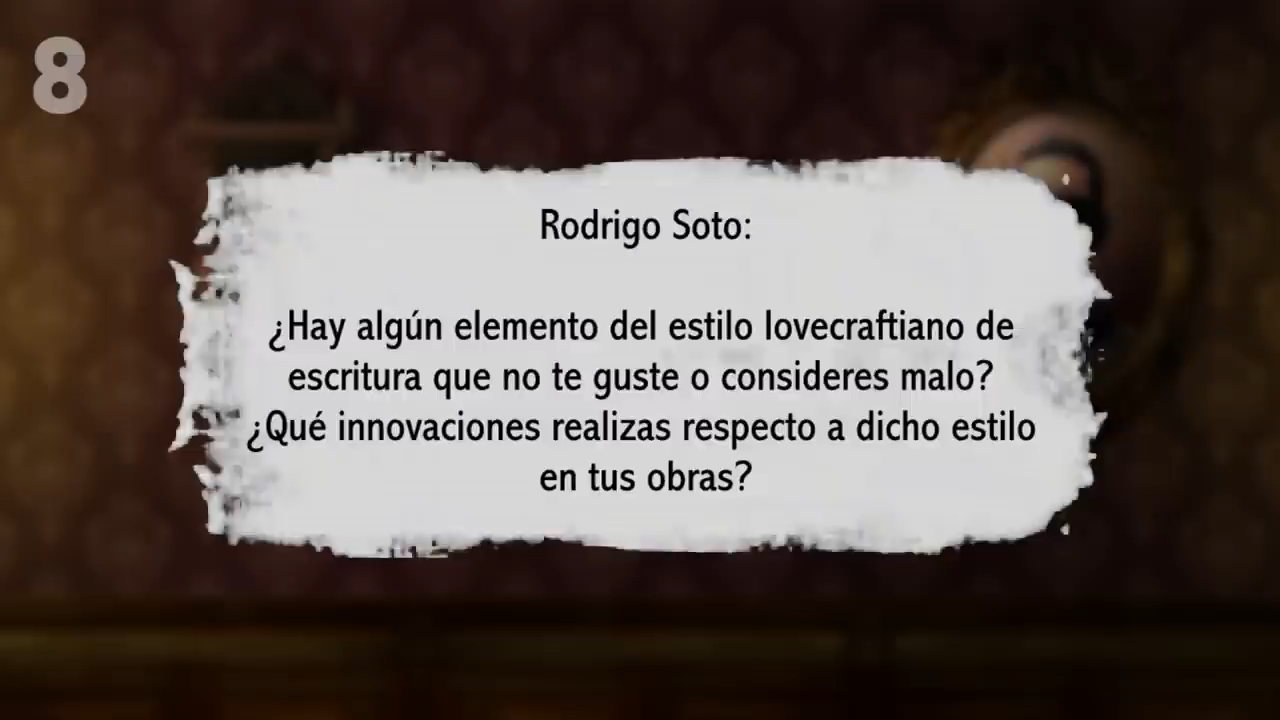 8
Rodrigo Soto:
¿Hay algún elemento del estilo lovecraftiano de
escritura que no te guste o consideres malo?
¿Qué innovaciones realizas respecto a dicho estilo
en tus obras?